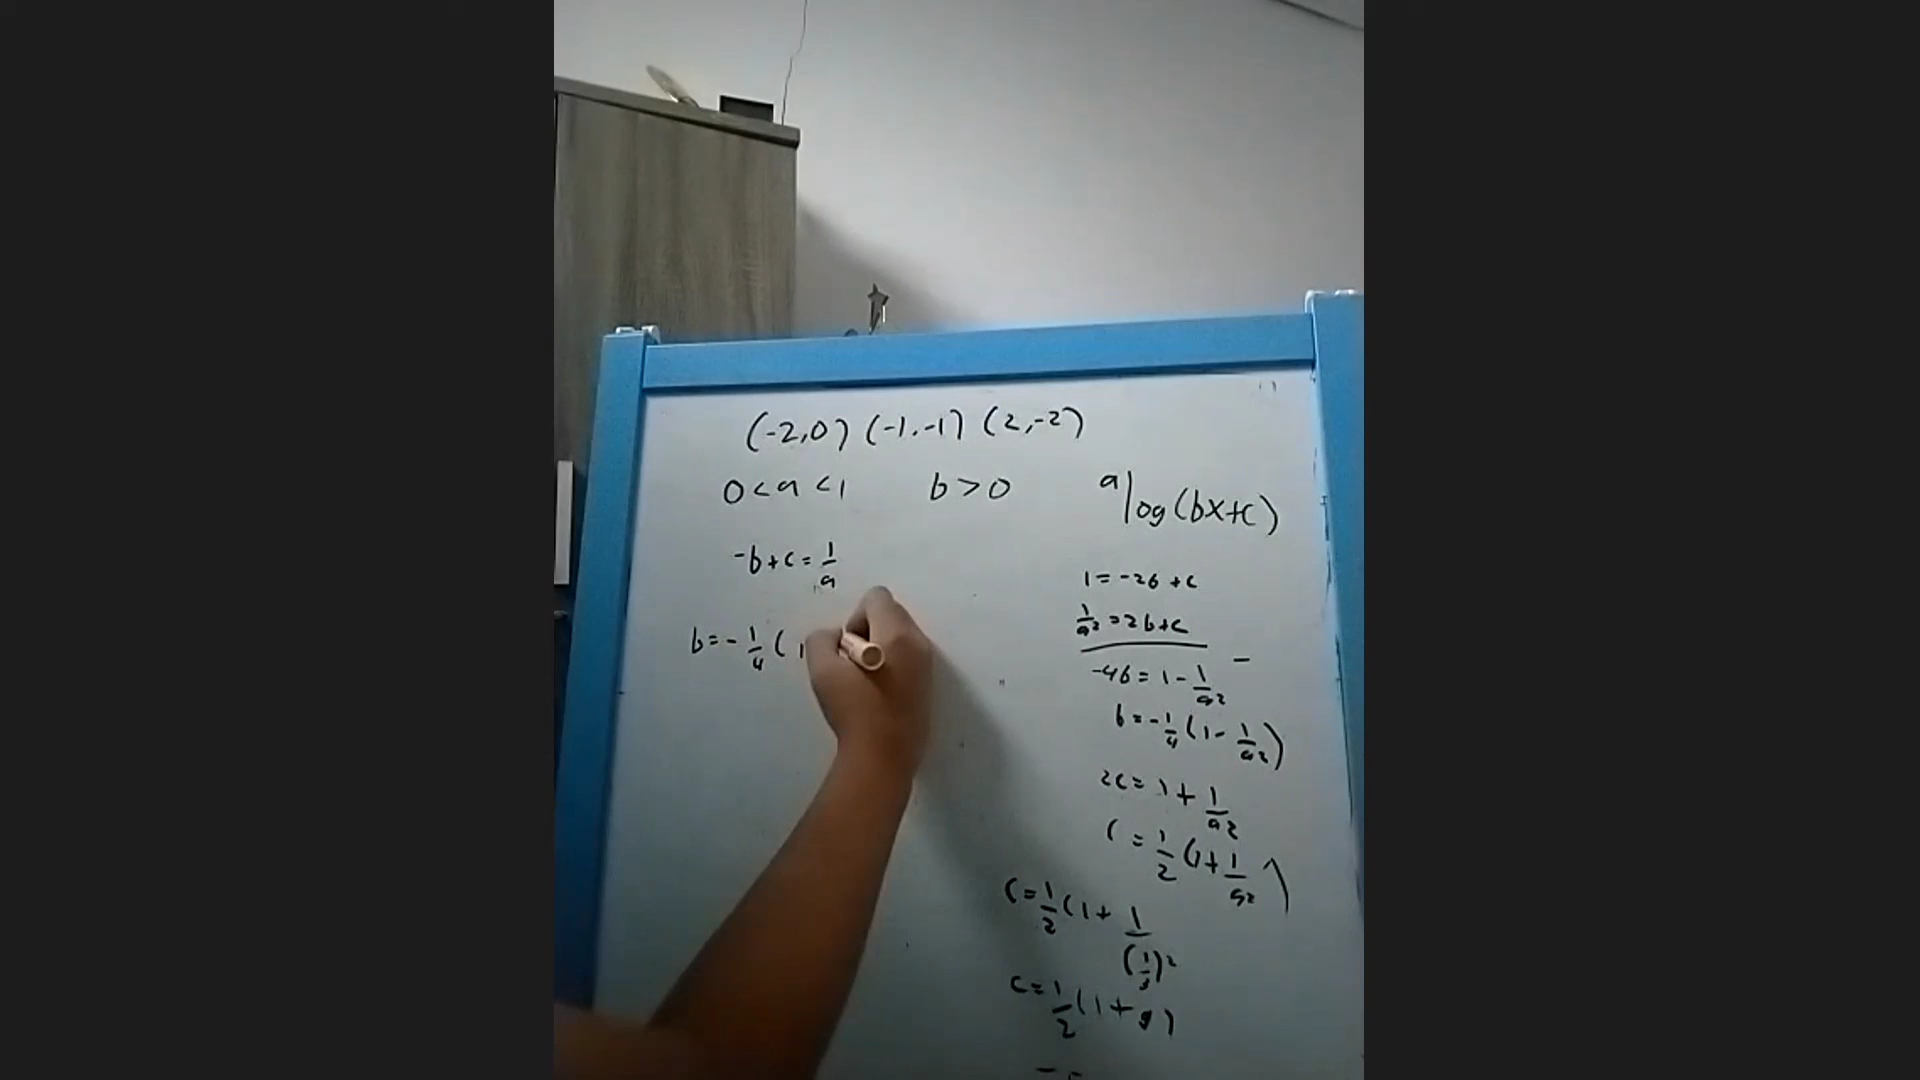 (-2,0) (-1,-1) (2,-2)
0<a<1 b>0 ᵃlog(bx+c)
-b+c=1/a
b=-1/4(1
1=-2b+c
1/a²=2b+c
-4b=1-1/a²
b=-1/4(1-1/a²)
2c=1+1/a²
c=1/2(1+1/a²)
c=1/2(1+1/(1/3)²
c=1/2(1+9)